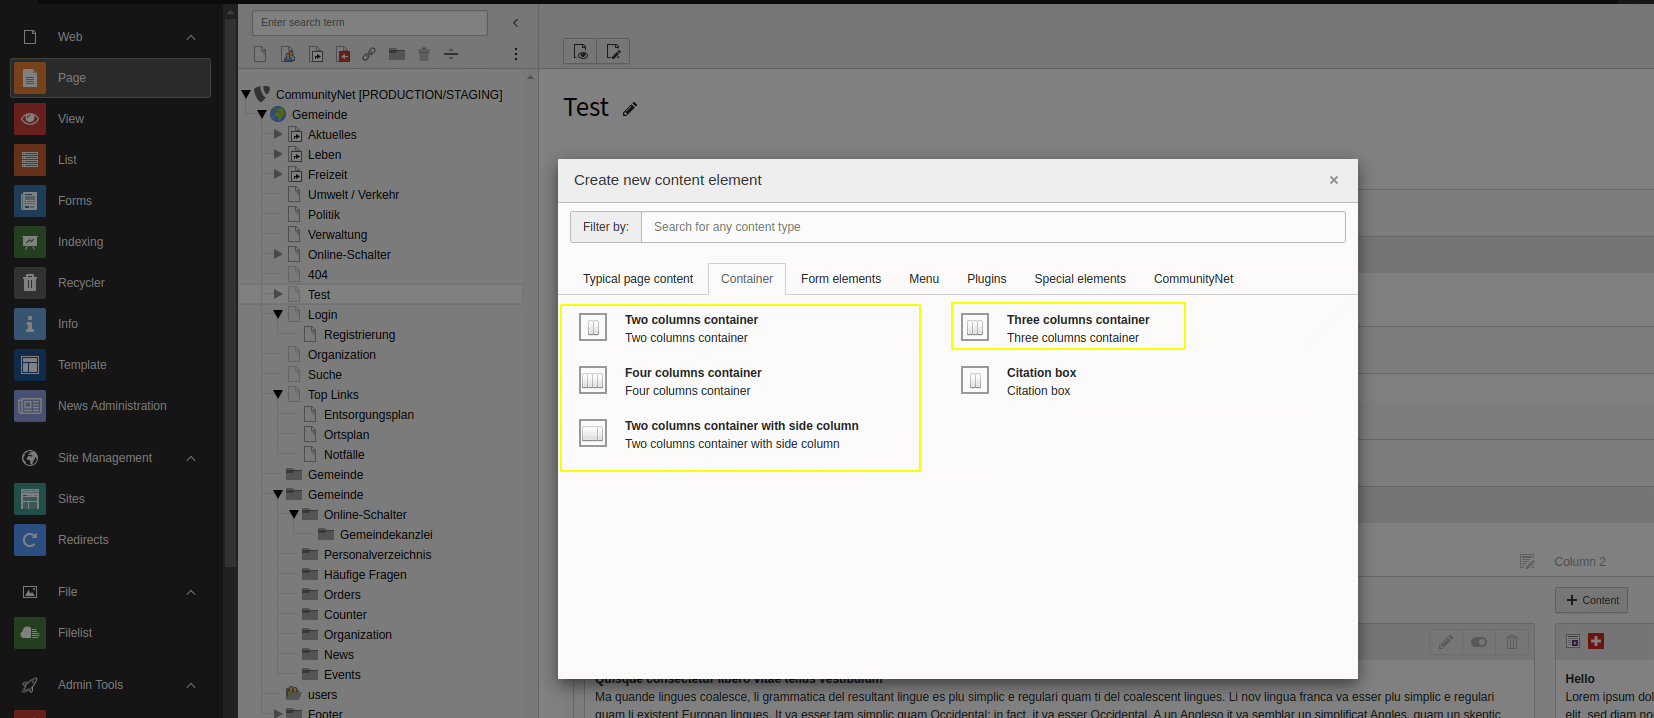 Web
Page
View
List
Forms
Indexing
Recycler
Info
Template
News Administration
Site Management
Sites
Redirects
File
Filelist
Admin Tools
Enter search term
CommunityNet [PRODUCTION/STAGING]
Gemeinde
Aktuelles
Leben
Freizeit
Umwelt / Verkehr
Politik
Verwaltung
Online-Schalter
404
Test
Login
Registrierung
Organization
Suche
Top Links
Entsorgungsplan
Ortsplan
Notfälle
Gemeinde
Gemeinde
Online-Schalter
Gemeindekanzlei
Personalverzeichnis
Häufige Fragen
Orders
Counter
Organization
News
Events
users
Footer
Test
Create new content element
×
Filter by: Search for any content type
Typical page content Container Form elements Menu Plugins Special elements CommunityNet
Two columns container
Two columns container
Three columns container
Three columns container
Four columns container
Four columns container
Citation box
Citation box
Two columns container with side column
Two columns container with side column
Column 2
+ Content
Quisque consectetur libero vitae tellus vestibulum
Ma quande lingues coalesce, li grammatica del resultant lingue es plu simplic e regulari quam ti del coalescent lingues. Li nov lingua franca va esser plu simplic e regulari
quam li existent Europan lingues. It va esser tam simplic quam Occidental: in fact, it va esser Occidental. A un Angleso it va semblar un simplificat Angles, quam un skeptic
Hello
Lorem ipsum dol
elit, sed diam no